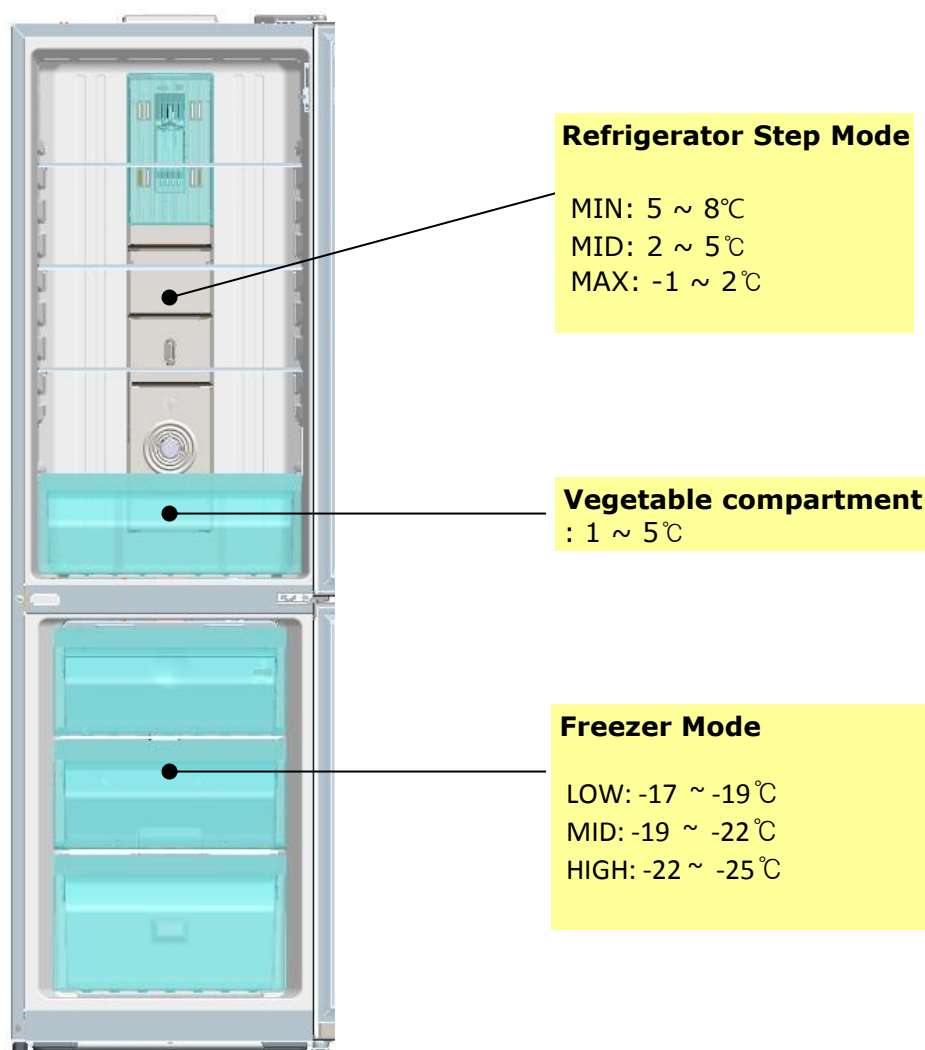 Refrigerator Step Mode
MIN: 5 ~ 8℃
MID: 2 ~ 5℃
MAX: -1 ~ 2℃
Vegetable compartment
: 1 ~ 5℃
Freezer Mode
LOW: -17 ~ -19℃
MID: -19 ~ -22℃
HIGH: -22 ~ -25℃